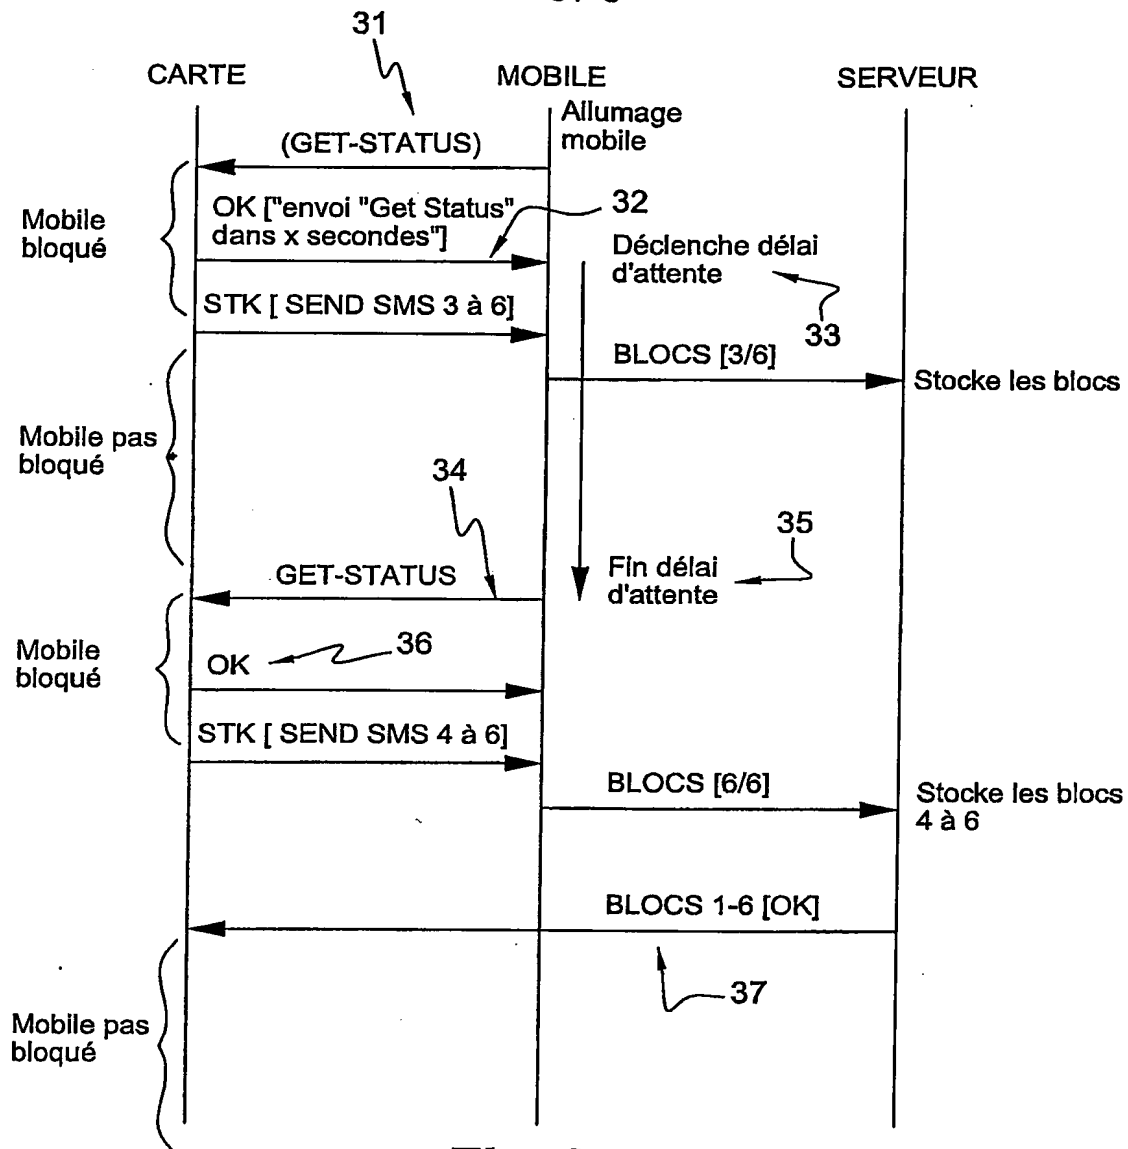 31
CARTE
MOBILE
SERVEUR
Allumage
mobile
(GET-STATUS)
Mobile
bloqué
OK ["envoi "Get Status"
dans x secondes"]
32
Déclenche délai
d'attente
33
STK [ SEND SMS 3 à 6]
BLOCS [3/6]
Stocke les blocs
Mobile pas
bloqué
34
35
GET-STATUS
Fin délai
d'attente
Mobile
bloqué
OK
36
STK [ SEND SMS 4 à 6]
BLOCS [6/6]
Stocke les blocs
4 à 6
BLOCS 1-6 [OK]
37
Mobile pas
bloqué